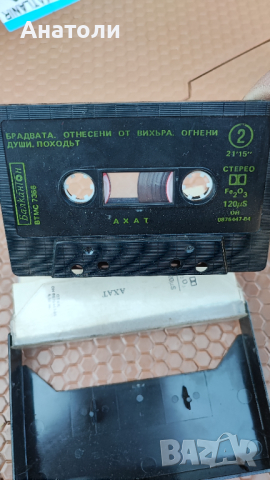 Анатоли
БРАДВАТА. ОТНЕСЕНИ ОТ ВИХЪРА. ОГНЕНИ
ДУШИ. ПОХОДЪТ
2
21'15"
Балкантон
ВТМС 7368
СТЕРЕО
Fe2O3
120µS
АХАТ
АХАТ
BAZAR